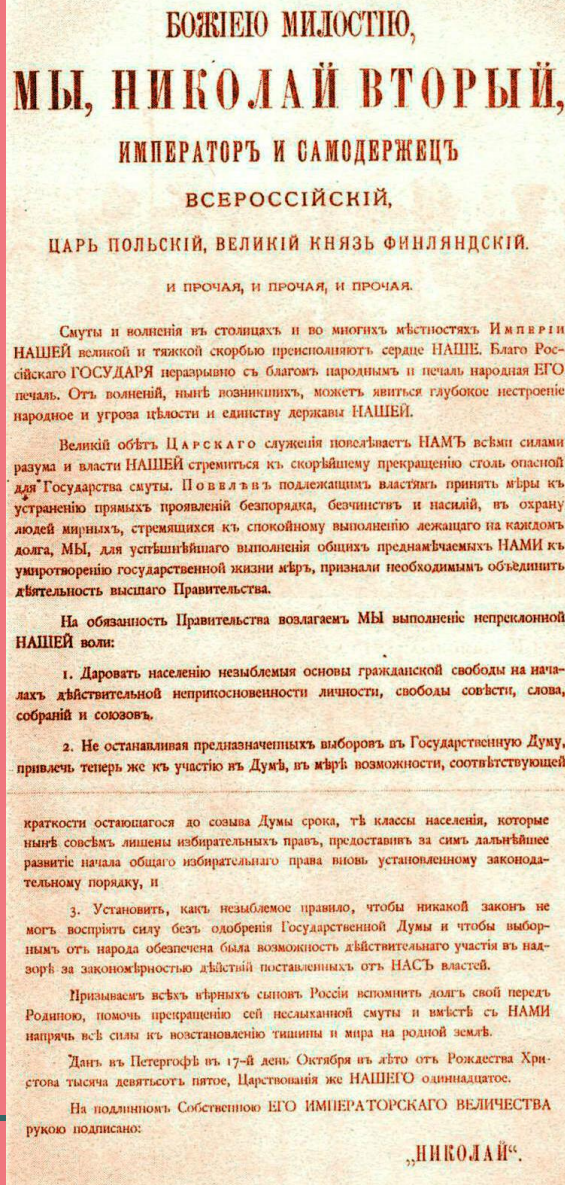 БОЖІЕЮ МИЛОСТІЮ,
МЫ, НИКОЛАЙ ВТОРЫЙ,
ИМПЕРАТОРЪ И САМОДЕРЖЕЦЪ
ВСЕРОССІЙСКІЙ,
ЦАРЬ ПОЛЬСКІЙ, ВЕЛИКІЙ КНЯЗЬ ФИНЛЯНДСКІЙ.
И ПРОЧАЯ, И ПРОЧАЯ, И ПРОЧАЯ.
Смуты и волненія въ столицахъ и во многихъ мѣстностяхъ Имперіи
НАШЕЙ великой и тяжкой скорбью преисполняютъ сердце НАШЕ. Благо Рос-
сійскаго ГОСУДАРЯ неразрывно съ благомъ народнымъ и печаль народная ЕГО
печаль. Отъ волненій, нынѣ возникшихъ, можетъ явиться глубокое нестроеніе
народное и угроза цѣлости и единству державы НАШЕЙ.
Великій обѣтъ Царскаго служенія повелѣваетъ НАМЪ всѣми силами
разума и власти НАШЕЙ стремиться къ скорѣйшему прекращенію столь опасной
для Государства смуты. Повелѣвъ подлежащимъ властямъ принять мѣры къ
устраненію прямыхъ проявленій безпорядка, безчинствъ и насилій, въ охрану
людей мирныхъ, стремящихся къ спокойному выполненію лежащаго на каждомъ
долга, МЫ, для успѣшнѣйшаго выполненія общихъ преднамѣчаемыхъ НАМИ къ
умиротворенію государственной жизни мѣръ, признали необходимымъ объединить
дѣятельность высшаго Правительства.
На обязанность Правительства возлагаемъ МЫ выполненіе непреклонной
НАШЕЙ воли:
1. Даровать населенію незыблемыя основы гражданской свободы на нача-
лахъ дѣйствительной неприкосновенности личности, свободы совѣсти, слова,
собраній и союзовъ.
2. Не останавливая предназначенныхъ выборовъ въ Государственную Думу,
привлечь теперь же къ участію въ Думѣ, въ мѣрѣ возможности, соотвѣтствующей
краткости остающагося до созыва Думы срока, тѣ классы населенія, которые
нынѣ совсѣмъ лишены избирательныхъ правъ, предоставивъ за симъ дальнѣйшее
развитіе начала общаго избирательнаго права вновь установленному законода-
тельному порядку, и
3. Установить, какъ незыблемое правило, чтобы никакой законъ не
могъ воспріять силу безъ одобренія Государственной Думы и чтобы выбор-
нымъ отъ народа обезпечена была возможность дѣйствительнаго участія въ над-
зорѣ за закономѣрностью дѣйствій поставленныхъ отъ НАСЪ властей.
Призываемъ всѣхъ вѣрныхъ сыновъ Россіи вспомнить долгъ свой передъ
Родиною, помочь прекращенію сей неслыханной смуты и вмѣстѣ съ НАМИ
напрячь всѣ силы къ возстановленію тишины и мира на родной землѣ.
Данъ въ Петергофѣ въ 17-й день Октября въ лѣто отъ Рождества Хри-
стова тысяча девятьсотъ пятое, Царствованія же НАШЕГО одиннадцатое.
На подлинномъ Собственною ЕГО ИМПЕРАТОРСКАГО ВЕЛИЧЕСТВА
рукою подписано:
„НИКОЛАЙ“.